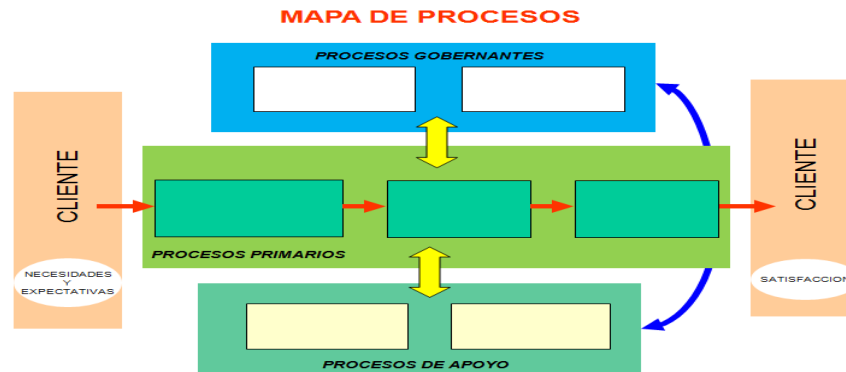 MAPA DE PROCESOS
PROCESOS GOBERNANTES
CLIENTE
NECESIDADES
Y
EXPECTATIVAS
PROCESOS PRIMARIOS
CLIENTE
SATISFACCION
PROCESOS DE APOYO